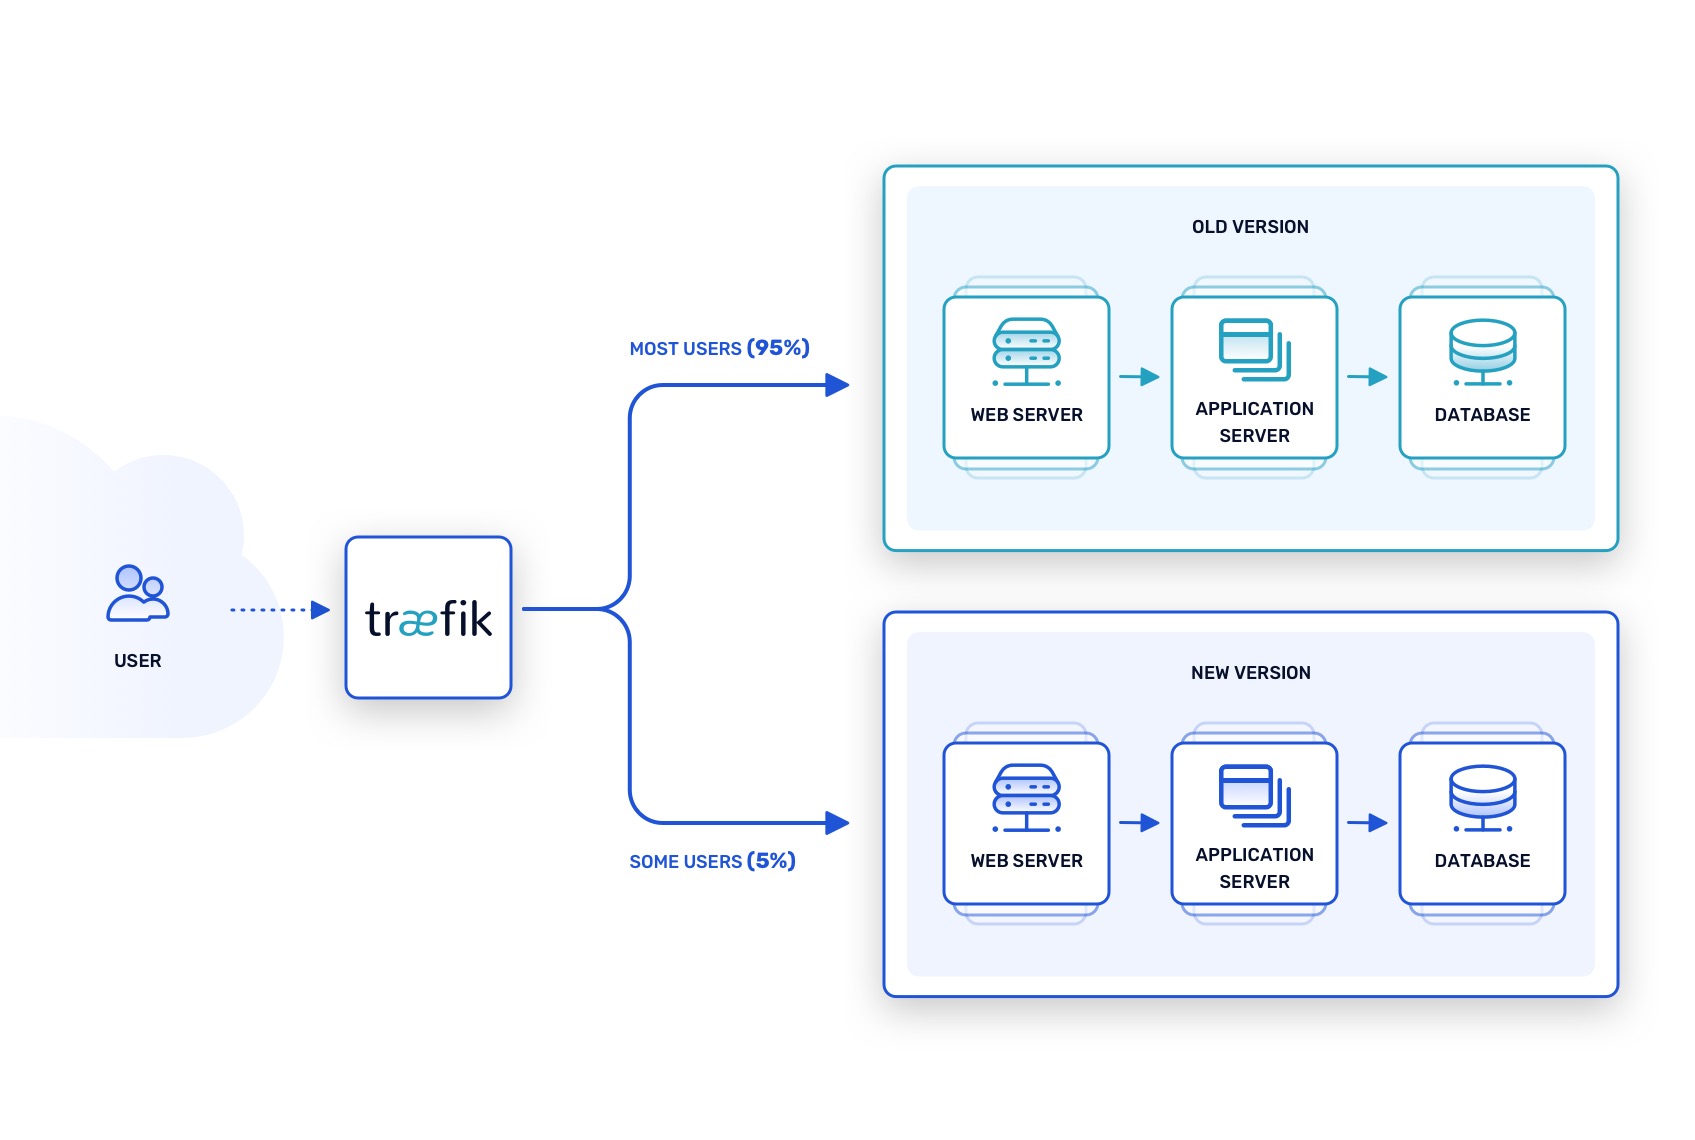 OLD VERSION
MOST USERS (95%)
WEB SERVER
APPLICATION
SERVER
DATABASE
USER
træfik
NEW VERSION
SOME USERS (5%)
WEB SERVER
APPLICATION
SERVER
DATABASE